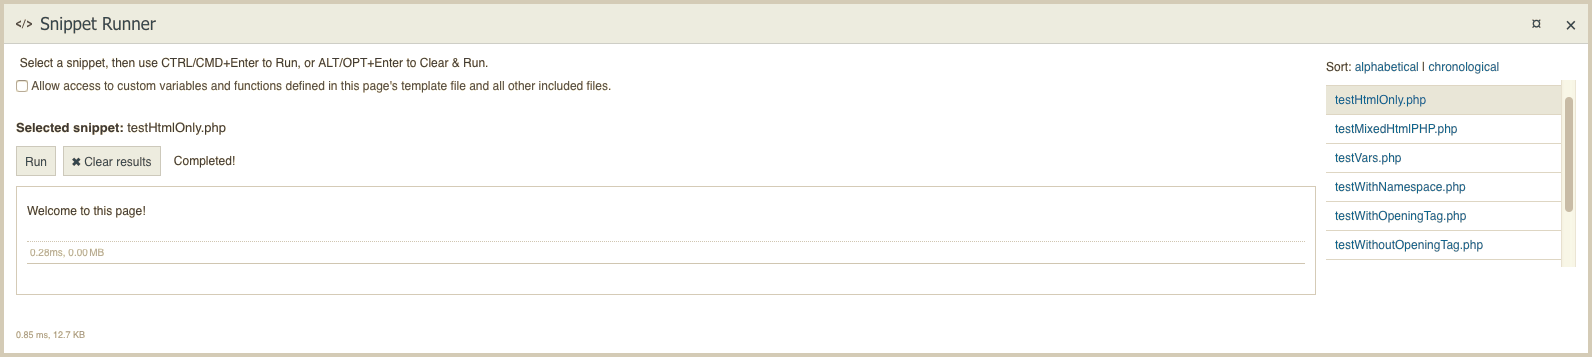 </> Snippet Runner
Select a snippet, then use CTRL/CMD+Enter to Run, or ALT/OPT+Enter to Clear & Run.
Allow access to custom variables and functions defined in this page's template file and all other included files.
Selected snippet: testHtmlOnly.php
Run ✖ Clear results Completed!
Welcome to this page!
0.28ms, 0.00 MB
0.85 ms, 12.7 KB
Sort: alphabetical | chronological
testHtmlOnly.php
testMixedHtmlPHP.php
testVars.php
testWithNamespace.php
testWithOpeningTag.php
testWithoutOpeningTag.php